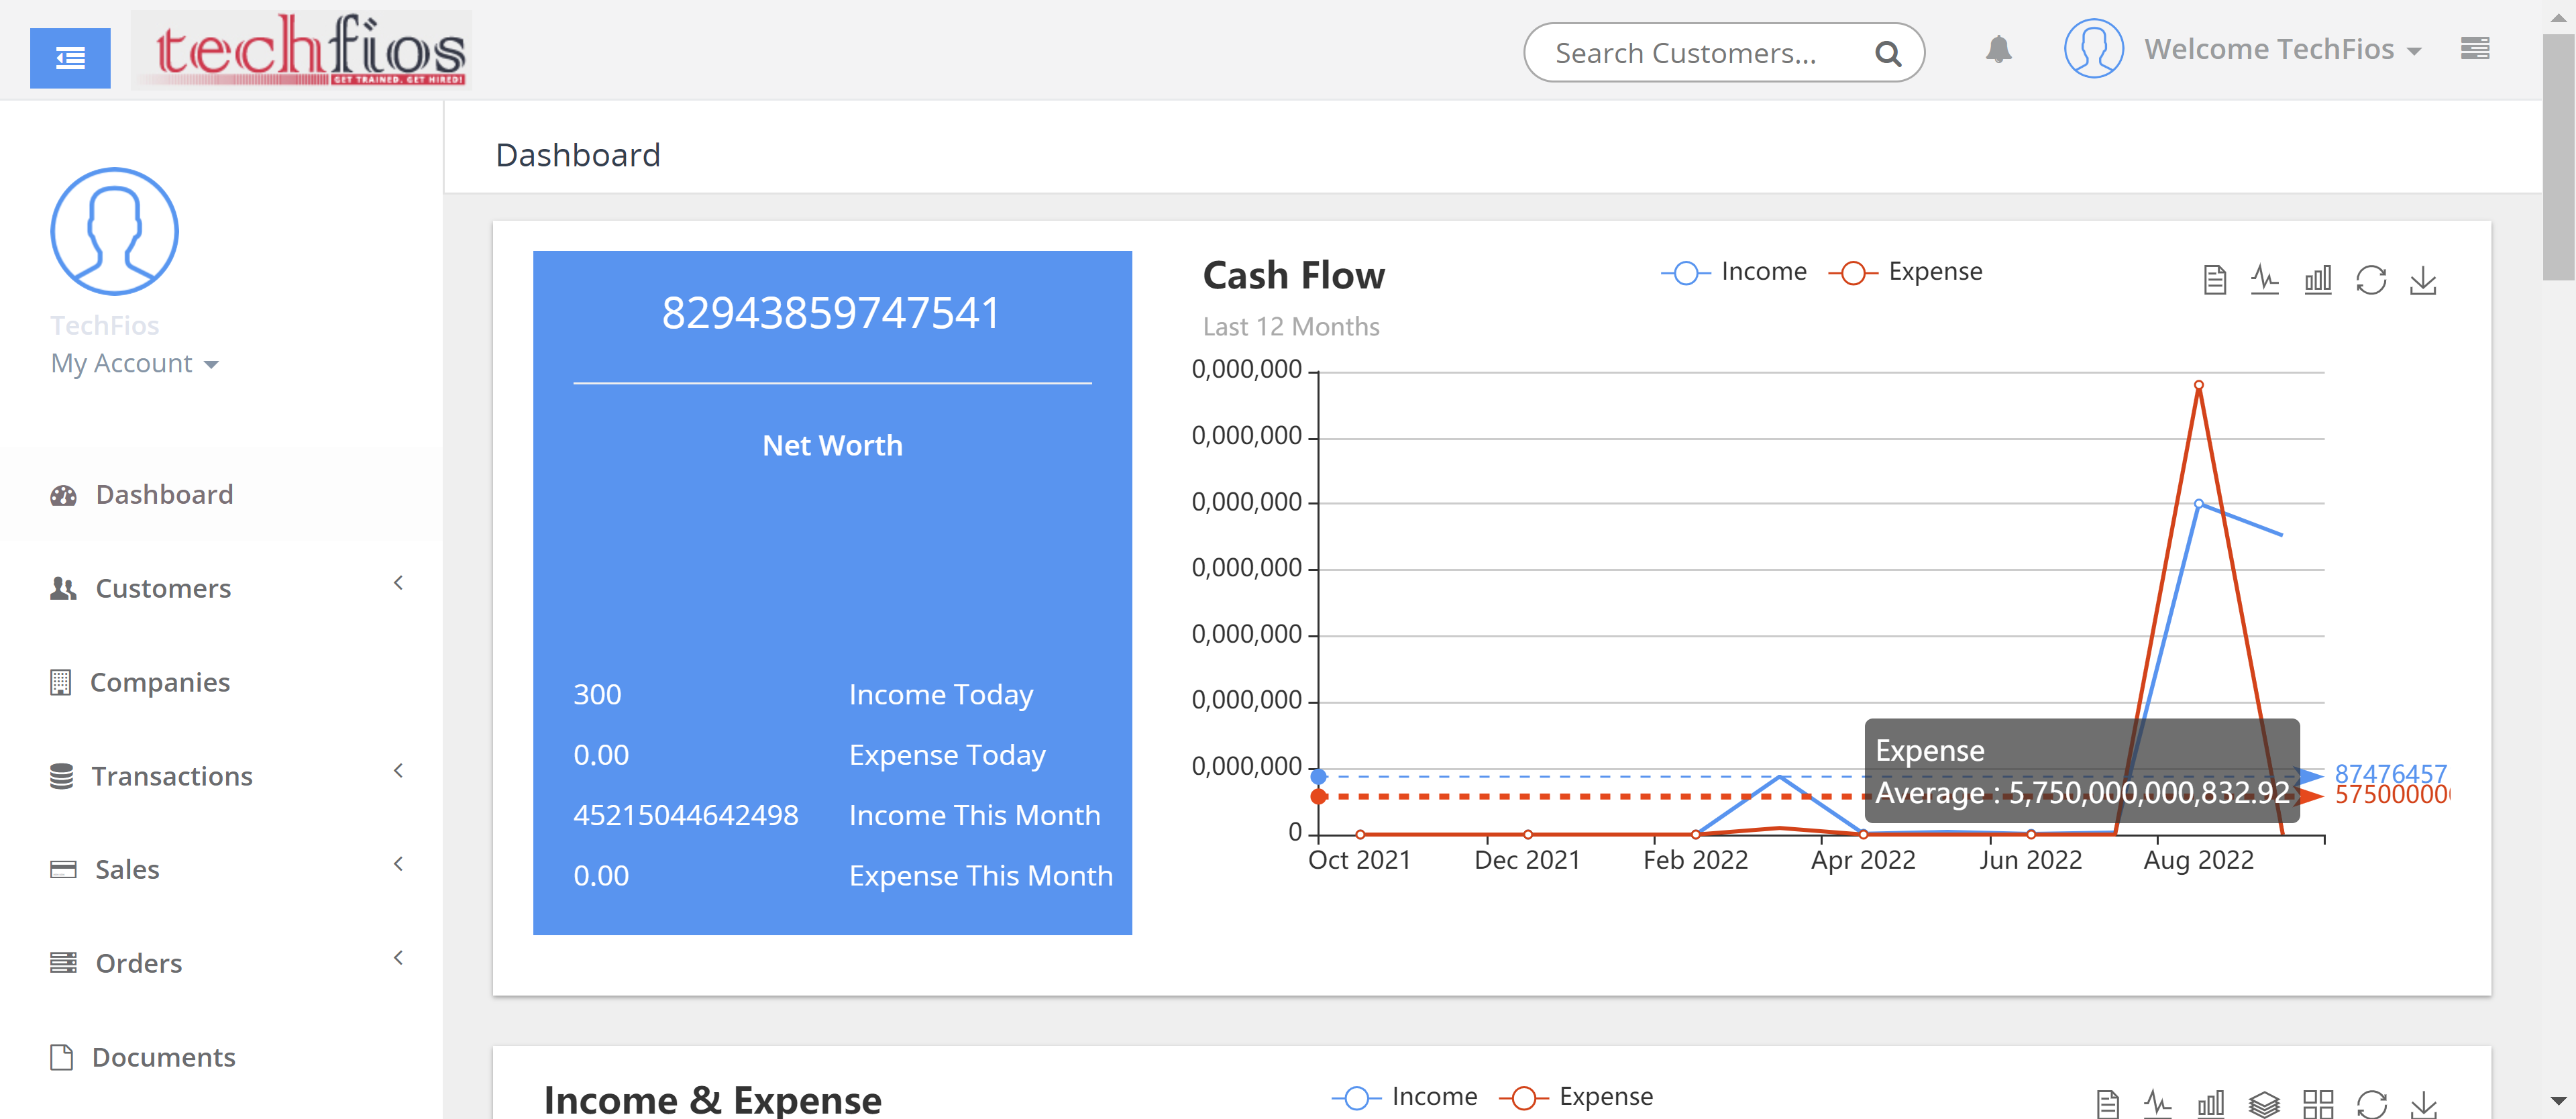 techfios
GET TRAINED. GET HIRED!
Search Customers...
Welcome TechFios
TechFios
My Account
Dashboard
Customers
Companies
Transactions
Sales
Orders
Documents
Dashboard
82943859747541
Net Worth
300 Income Today
0.00 Expense Today
45215044642498 Income This Month
0.00 Expense This Month
Cash Flow
Last 12 Months
Income Expense
0,000,000
0,000,000
0,000,000
0,000,000
0,000,000
0,000,000
0,000,000
0
Oct 2021 Dec 2021 Feb 2022 Apr 2022 Jun 2022 Aug 2022
Expense
Average : 5,750,000,000,832.92
87476457
57500000
Income & Expense
Income Expense